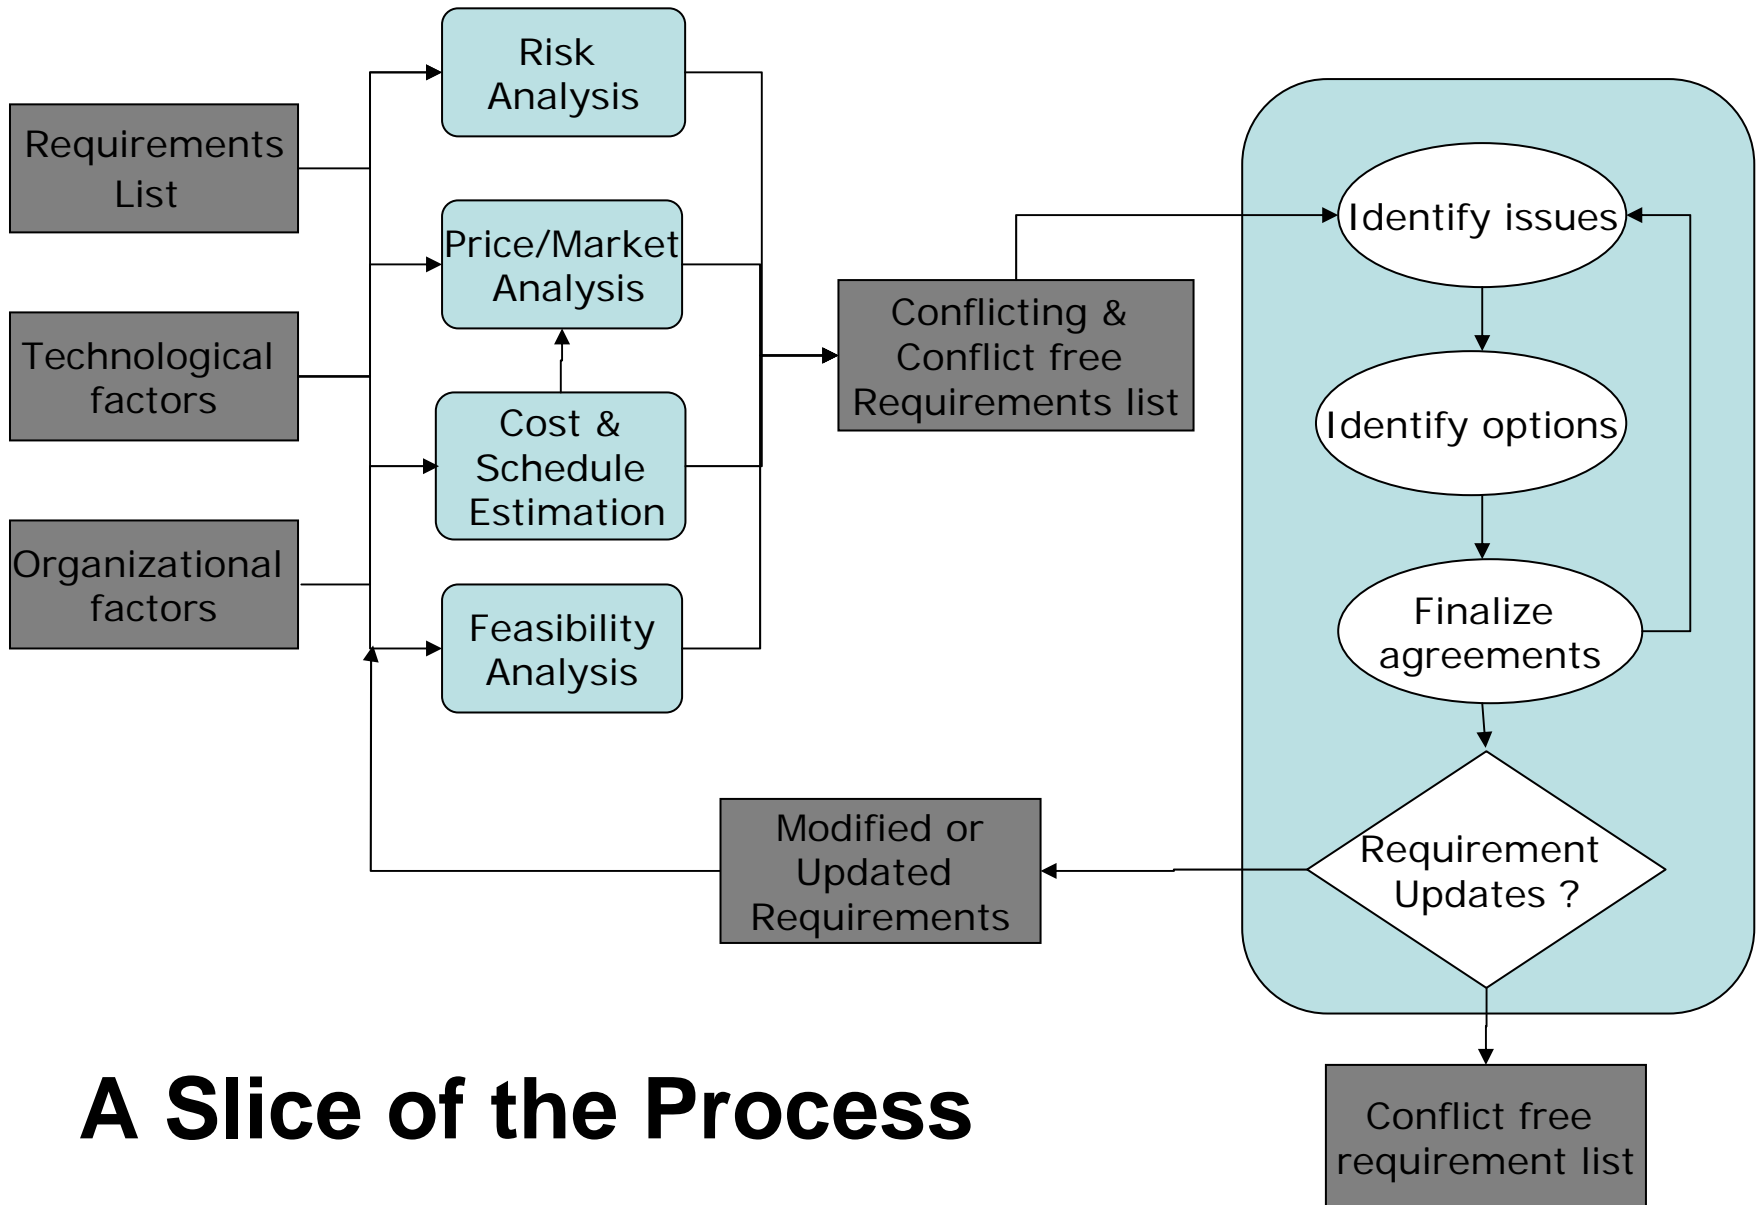 Risk
Analysis
Requirements
List
Price/Market
Analysis
Technological
factors
Cost &
Schedule
Estimation
Organizational
factors
Feasibility
Analysis
Conflicting &
Conflict free
Requirements list
Identify issues
Identify options
Finalize
agreements
Requirement
Updates ?
Modified or
Updated
Requirements
Conflict free
requirement list
A Slice of the Process